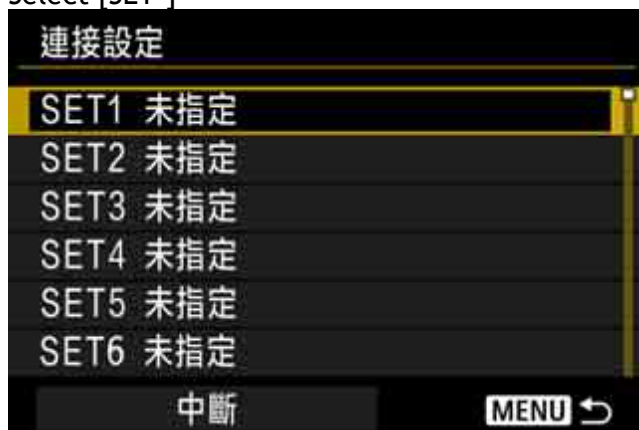 連接設定
SET1 未指定
SET2 未指定
SET3 未指定
SET4 未指定
SET5 未指定
SET6 未指定
中斷
MENU